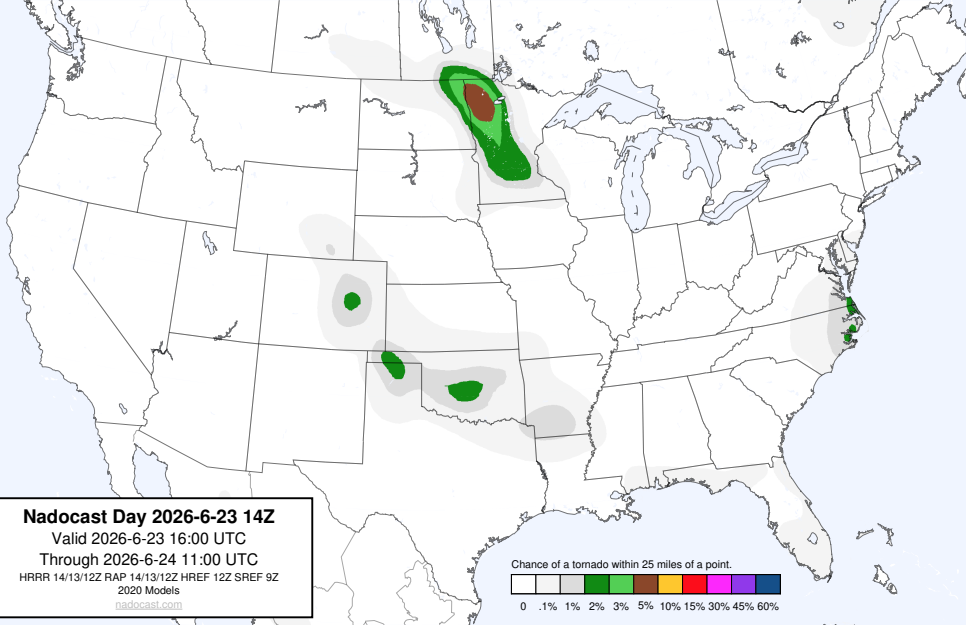 Nadocast Day 2026-6-23 14Z
Valid 2026-6-23 16:00 UTC
Through 2026-6-24 11:00 UTC
HRRR 14/13/12Z RAP 14/13/12Z HREF 12Z SREF 9Z
2020 Models
nadocast.com
Chance of a tornado within 25 miles of a point.
0 .1% 1% 2% 3% 5% 10% 15% 30% 45% 60%